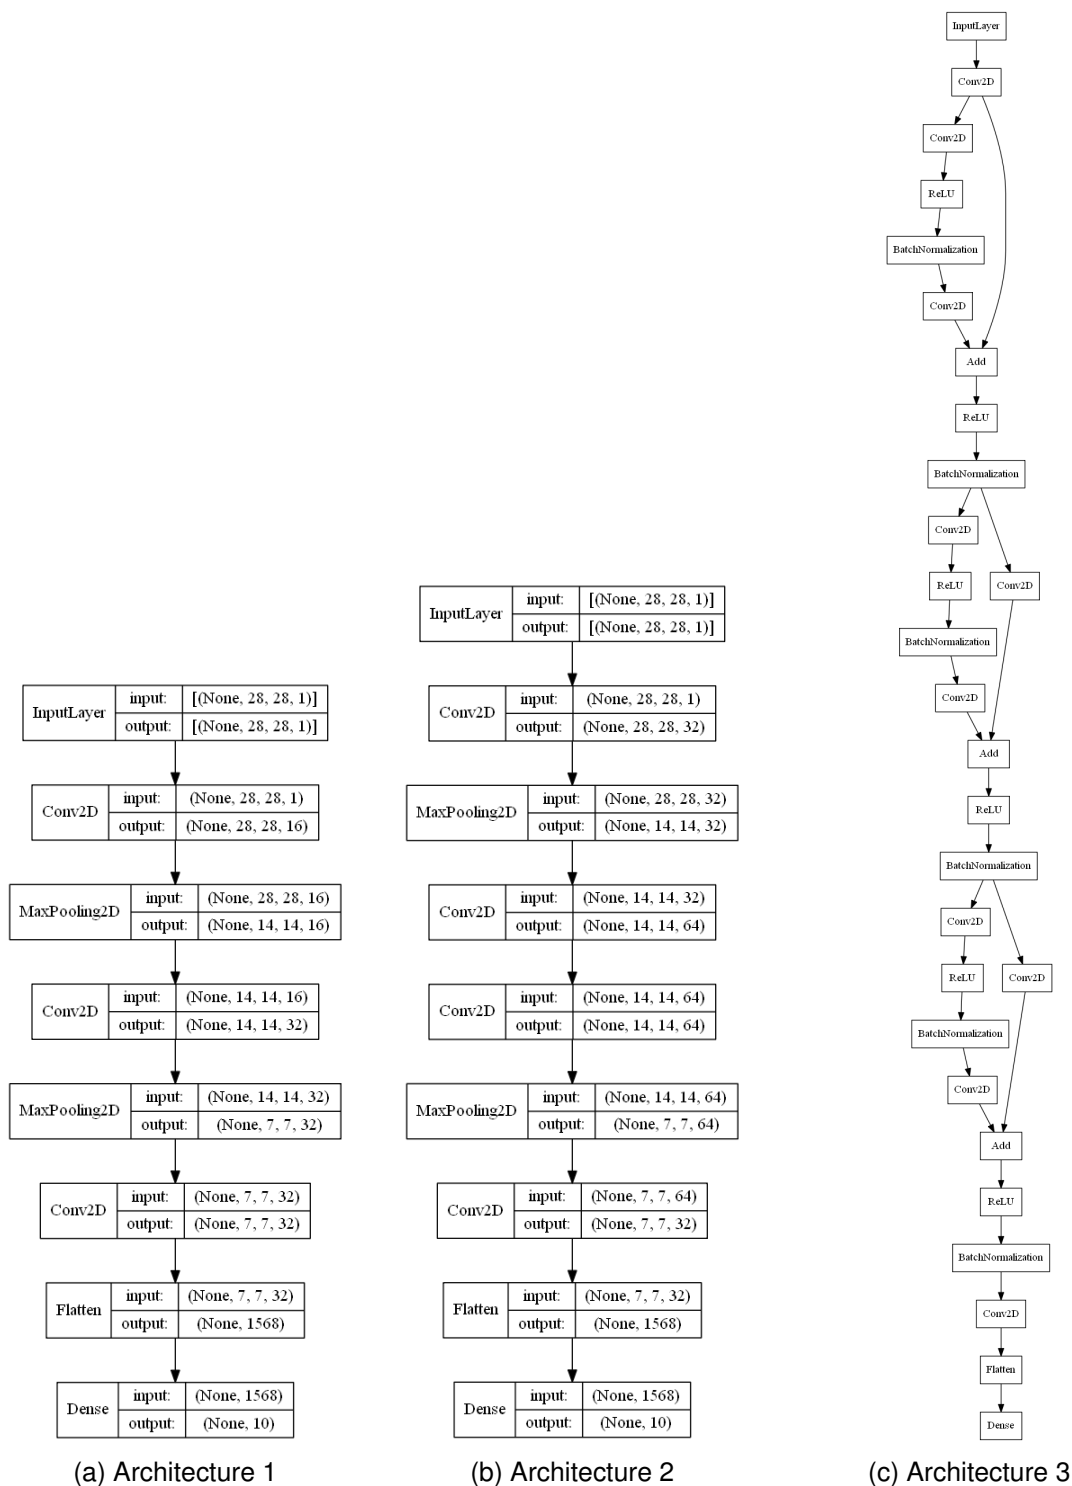 InputLayer
input:
[(None, 28, 28, 1)]
output:
[(None, 28, 28, 1)]
Conv2D
input:
(None, 28, 28, 1)
output:
(None, 28, 28, 16)
MaxPooling2D
input:
(None, 28, 28, 16)
output:
(None, 14, 14, 16)
Conv2D
input:
(None, 14, 14, 16)
output:
(None, 14, 14, 32)
MaxPooling2D
input:
(None, 14, 14, 32)
output:
(None, 7, 7, 32)
Conv2D
input:
(None, 7, 7, 32)
output:
(None, 7, 7, 32)
Flatten
input:
(None, 7, 7, 32)
output:
(None, 1568)
Dense
input:
(None, 1568)
output:
(None, 10)
(a) Architecture 1
InputLayer
input:
[(None, 28, 28, 1)]
output:
[(None, 28, 28, 1)]
Conv2D
input:
(None, 28, 28, 1)
output:
(None, 28, 28, 32)
MaxPooling2D
input:
(None, 28, 28, 32)
output:
(None, 14, 14, 32)
Conv2D
input:
(None, 14, 14, 32)
output:
(None, 14, 14, 64)
Conv2D
input:
(None, 14, 14, 64)
output:
(None, 14, 14, 64)
MaxPooling2D
input:
(None, 14, 14, 64)
output:
(None, 7, 7, 64)
Conv2D
input:
(None, 7, 7, 64)
output:
(None, 7, 7, 32)
Flatten
input:
(None, 7, 7, 32)
output:
(None, 1568)
Dense
input:
(None, 1568)
output:
(None, 10)
(b) Architecture 2
InputLayer
Conv2D
Conv2D
ReLU
BatchNormalization
Conv2D
Add
ReLU
BatchNormalization
Conv2D
ReLU
Conv2D
BatchNormalization
Conv2D
Add
ReLU
BatchNormalization
Conv2D
ReLU
Conv2D
BatchNormalization
Conv2D
Add
ReLU
BatchNormalization
Conv2D
Flatten
Dense
(c) Architecture 3